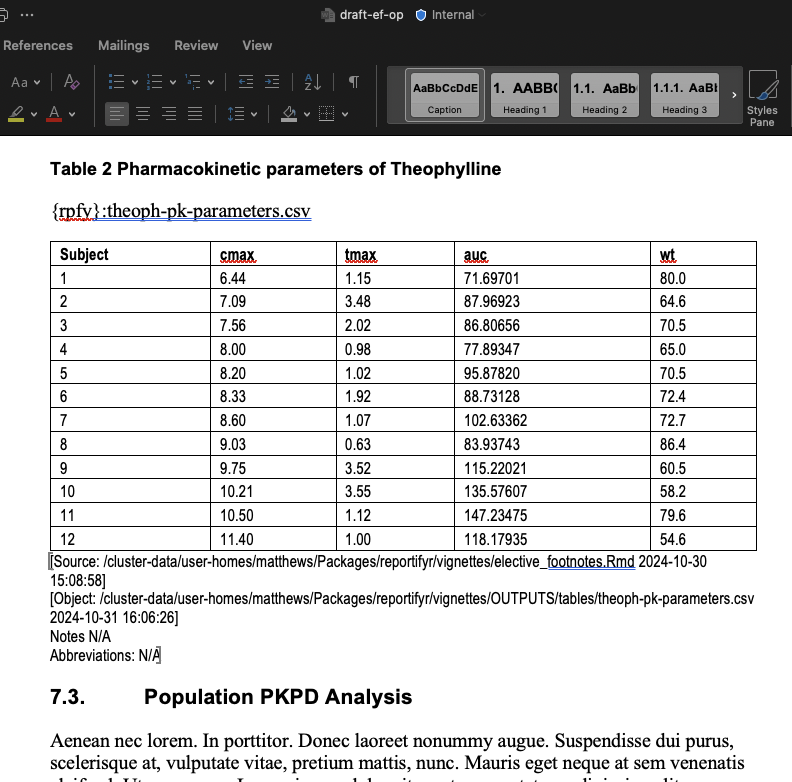 draft-ef-op Internal
References Mailings Review View
Aa
AaBbCcDdE 1. AABB( 1.1. AaBb 1.1.1. AaBl
Caption Heading 1 Heading 2 Heading 3
Styles
Pane
Table 2 Pharmacokinetic parameters of Theophylline
{rpfy}:theoph-pk-parameters.csv
Subject cmax tmax auc wt
1 6.44 1.15 71.69701 80.0
2 7.09 3.48 87.96923 64.6
3 7.56 2.02 86.80656 70.5
4 8.00 0.98 77.89347 65.0
5 8.20 1.02 95.87820 70.5
6 8.33 1.92 88.73128 72.4
7 8.60 1.07 102.63362 72.7
8 9.03 0.63 83.93743 86.4
9 9.75 3.52 115.22021 60.5
10 10.21 3.55 135.57607 58.2
11 10.50 1.12 147.23475 79.6
12 11.40 1.00 118.17935 54.6
[Source: /cluster-data/user-homes/matthews/Packages/reportifyr/vignettes/elective_footnotes.Rmd 2024-10-30
15:08:58]
[Object: /cluster-data/user-homes/matthews/Packages/reportifyr/vignettes/OUTPUTS/tables/theoph-pk-parameters.csv
2024-10-31 16:06:26]
Notes N/A
Abbreviations: N/A
7.3. Population PKPD Analysis
Aenean nec lorem. In porttitor. Donec laoreet nonummy augue. Suspendisse dui purus,
scelerisque at, vulputate vitae, pretium mattis, nunc. Mauris eget neque at sem venenatis